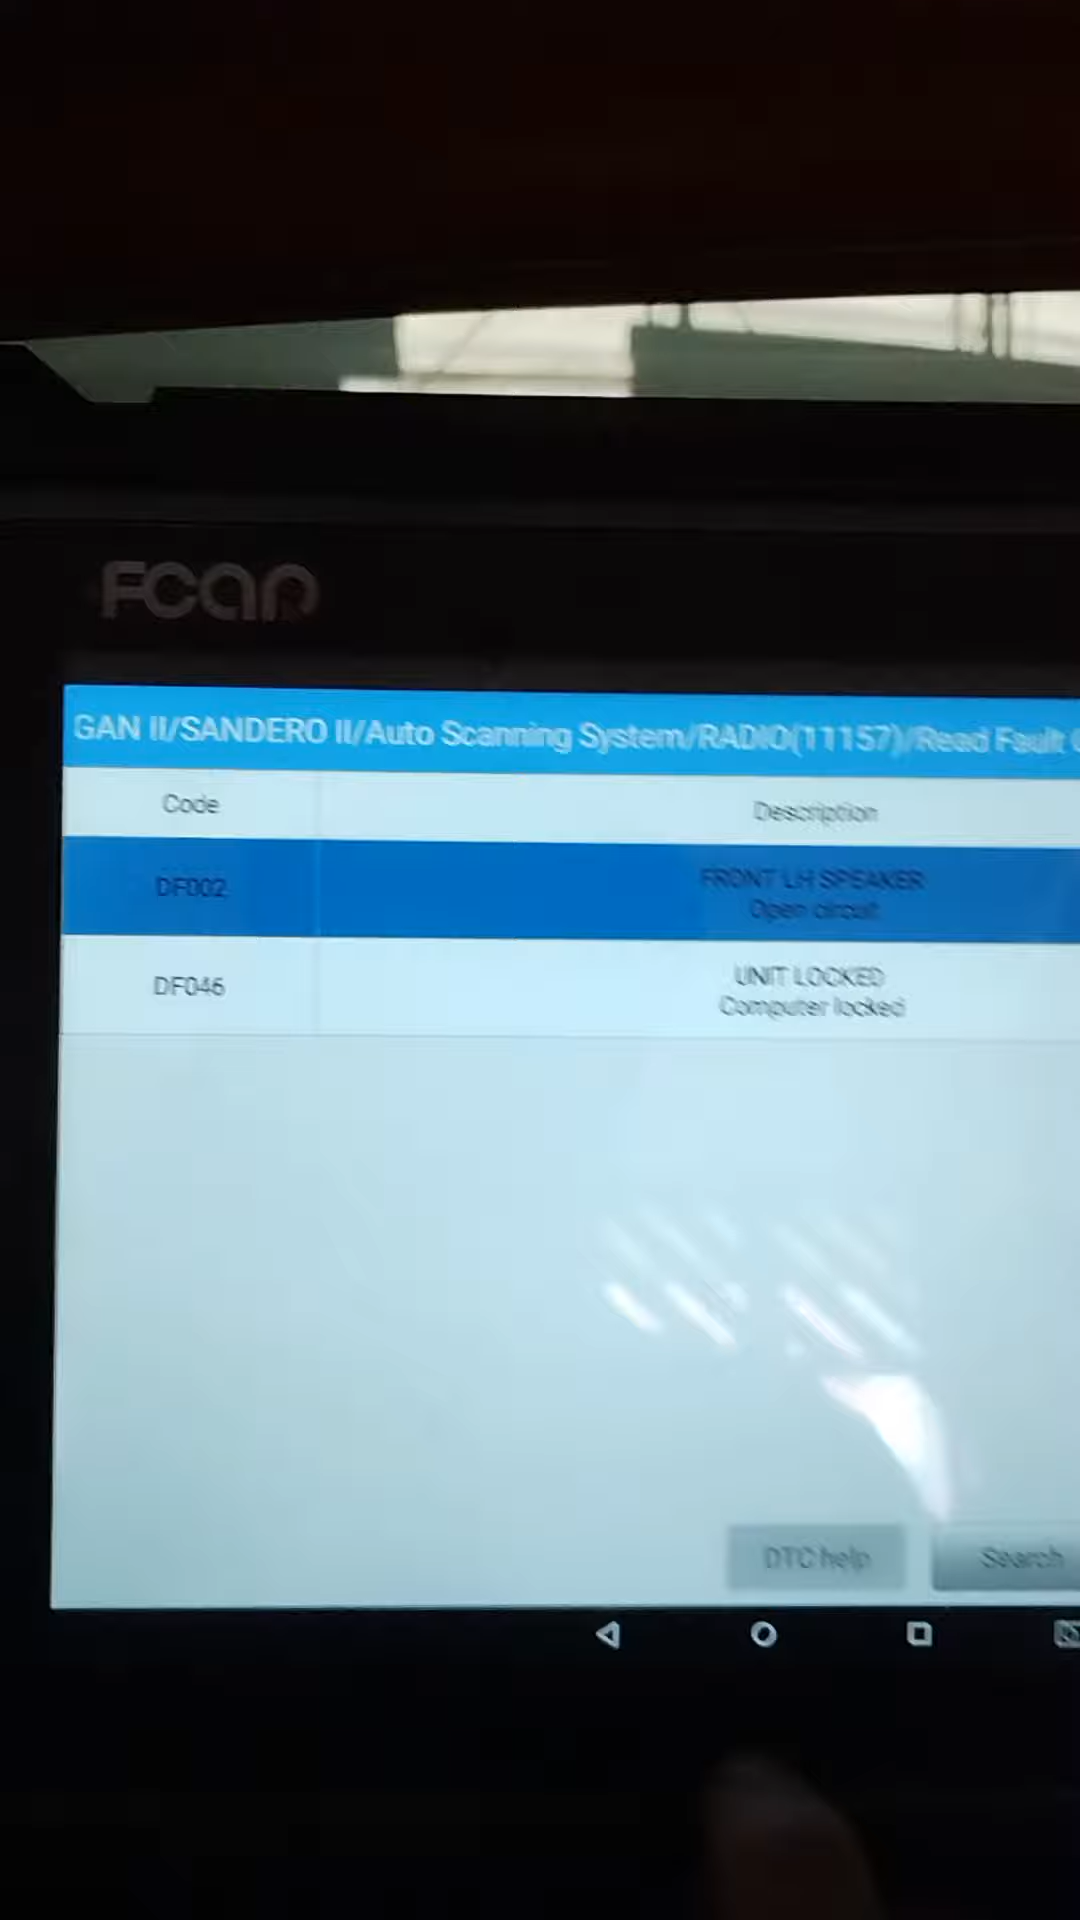 FCAR
GAN II/SANDERO II/Auto Scanning System/RADIO(11157)/Read Fault
Code
Description
DF002
FRONT LH SPEAKER
Open circuit
DF046
UNIT LOCKED
Computer locked
DTC help
Search